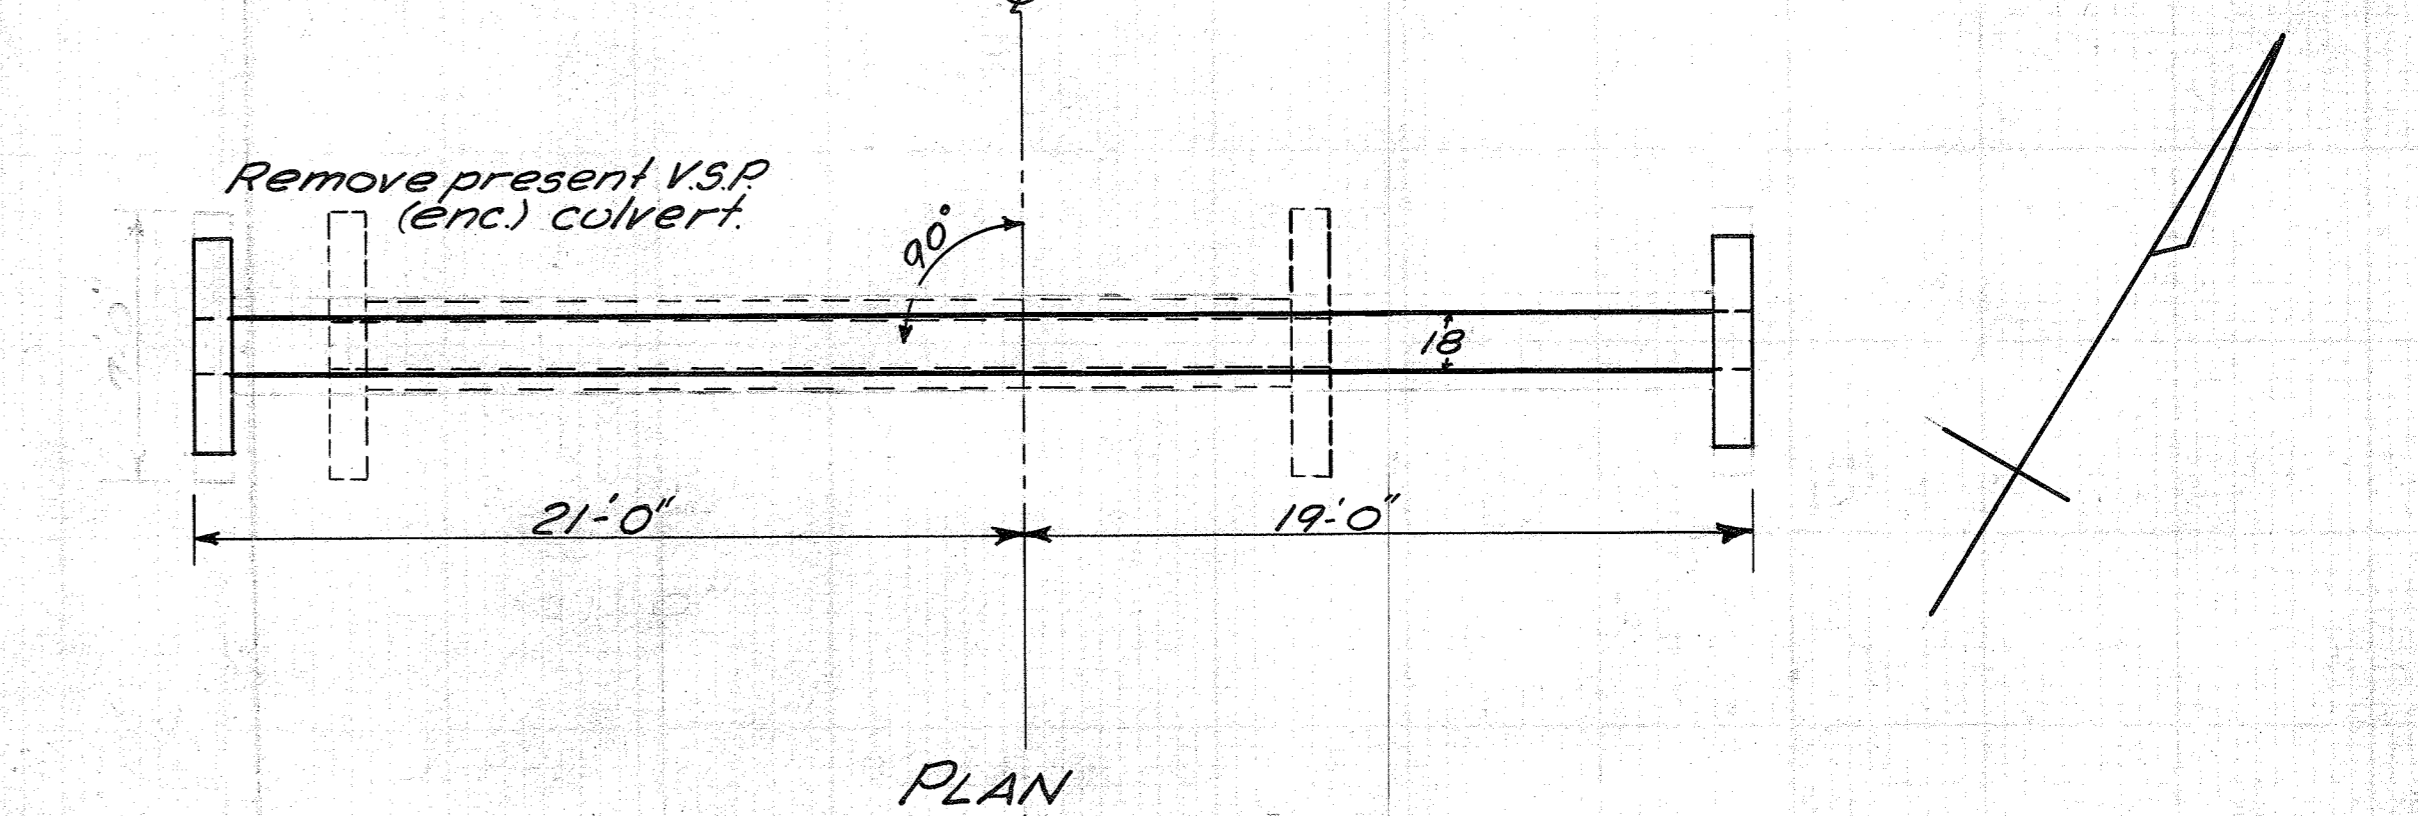 Remove present V.S.P.
(enc.) culvert.
90°
18
21'-0"
19'-0"
PLAN